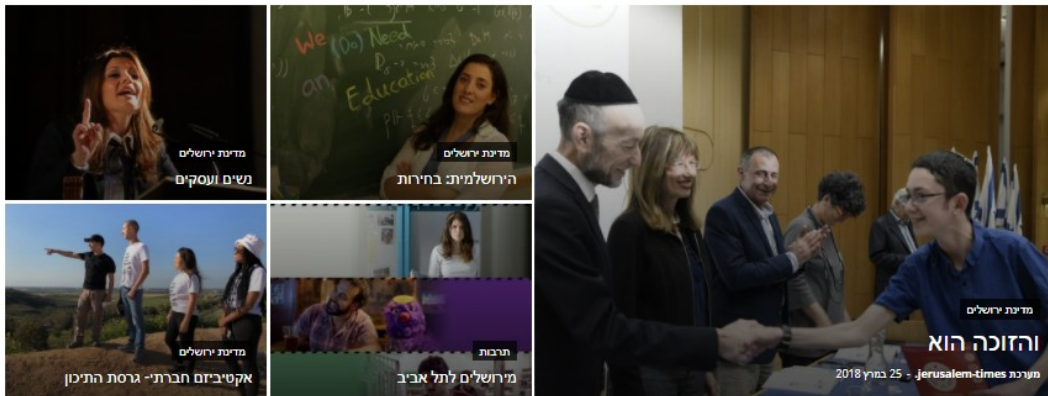 מדינת ירושלים
והזוכה הוא
מערכת jerusalem-times. - 25 במרץ 2018
We (Do) Need
an Education
מדינת ירושלים
הירושלמית: בחירות
מדינת ירושלים
נשים ועסקים
תרבות
מירושלים לתל אביב
מדינת ירושלים
אקטיביזם חברתי- גרסת התיכון